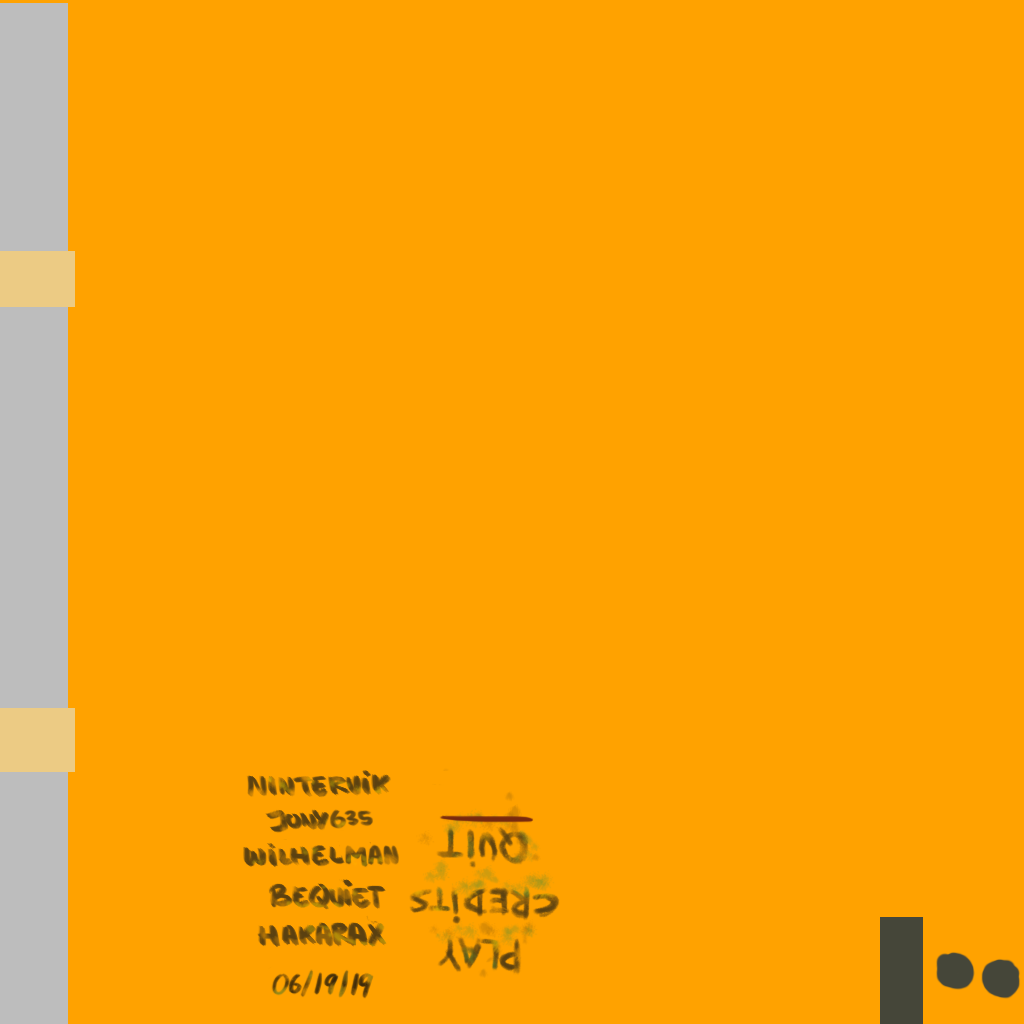 NINTERVIK
JONY635
WILHELMAN
BEQUIET
HAKARAX
06/19/19
PLAY
CREDITS
QUIT